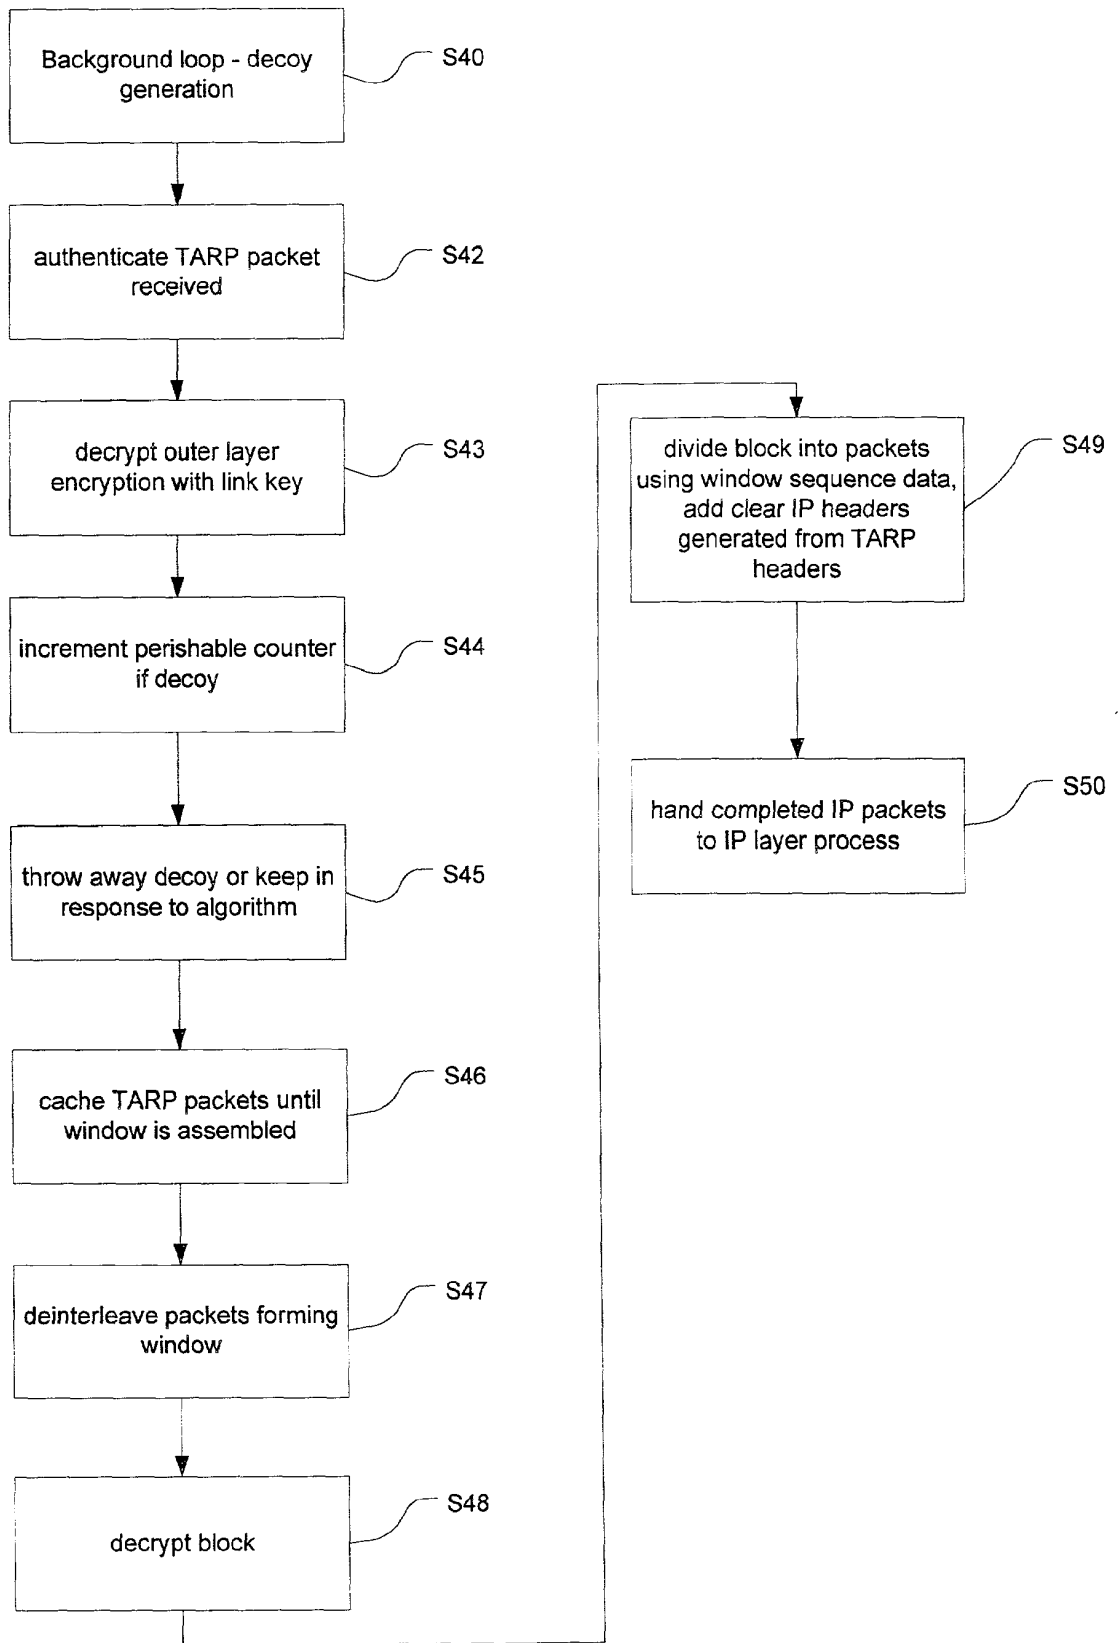 Background loop - decoy
generation
S40
authenticate TARP packet
received
S42
decrypt outer layer
encryption with link key
S43
increment perishable counter
if decoy
S44
throw away decoy or keep in
response to algorithm
S45
cache TARP packets until
window is assembled
S46
deinterleave packets forming
window
S47
decrypt block
S48
divide block into packets
using window sequence data,
add clear IP headers
generated from TARP
headers
S49
hand completed IP packets
to IP layer process
S50